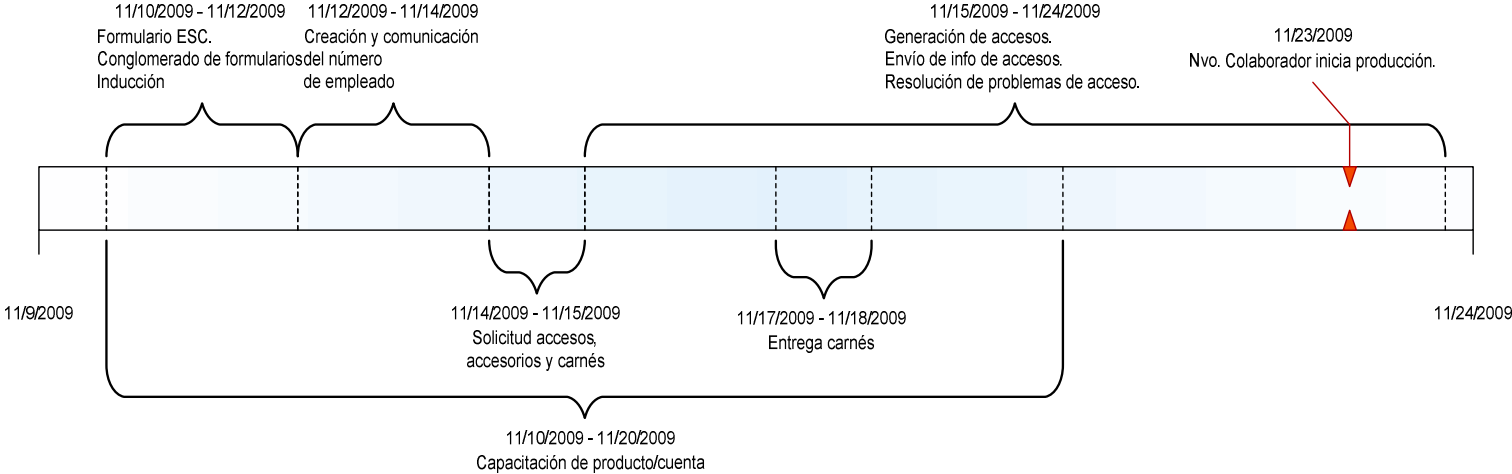 11/10/2009 - 11/12/2009
Formulario ESC.
Conglomerado de formularios
Inducción
11/12/2009 - 11/14/2009
Creación y comunicación
del número
de empleado
11/15/2009 - 11/24/2009
Generación de accesos.
Envío de info de accesos.
Resolución de problemas de acceso.
11/23/2009
Nvo. Colaborador inicia producción.
11/9/2009
11/14/2009 - 11/15/2009
Solicitud accesos,
accesorios y carnés
11/17/2009 - 11/18/2009
Entrega carnés
11/24/2009
11/10/2009 - 11/20/2009
Capacitación de producto/cuenta